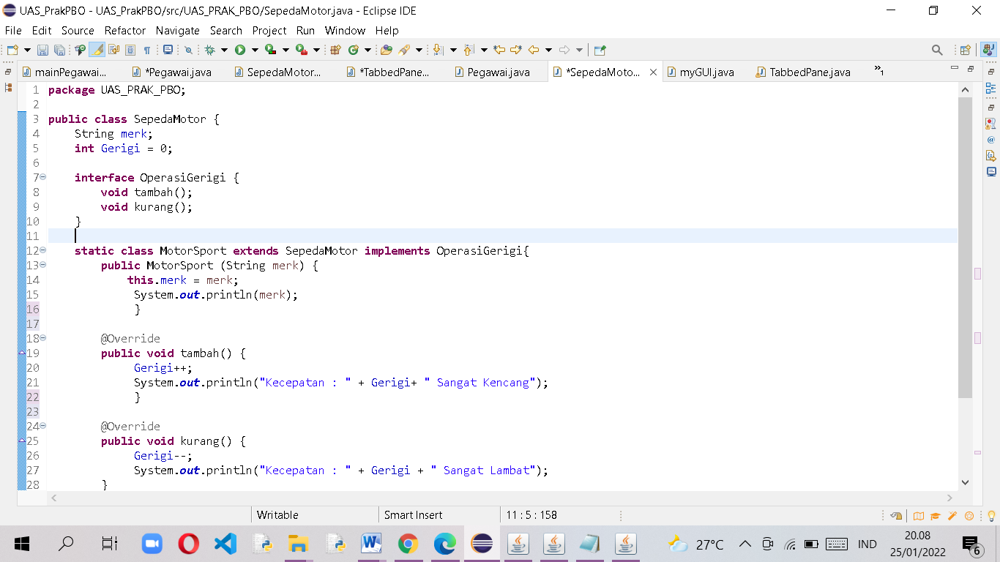 UAS_PrakPBO - UAS_PrakPBO/src/UAS_PRAK_PBO/SepedaMotor.java - Eclipse IDE
File Edit Source Refactor Navigate Search Project Run Window Help
mainPegawai... *Pegawai.java SepedaMotor... *TabbedPane... Pegawai.java *SepedaMoto... myGUI.java TabbedPane.java »1
1 package UAS_PRAK_PBO;
2
3 public class SepedaMotor {
4 String merk;
5 int Gerigi = 0;
6
7 interface OperasiGerigi {
8 void tambah();
9 void kurang();
10 }
11
12 static class MotorSport extends SepedaMotor implements OperasiGerigi{
13 public MotorSport (String merk) {
14 this.merk = merk;
15 System.out.println(merk);
16 }
17
18 @Override
19 public void tambah() {
20 Gerigi++;
21 System.out.println("Kecepatan : " + Gerigi+ " Sangat Kencang");
22 }
23
24 @Override
25 public void kurang() {
26 Gerigi--;
27 System.out.println("Kecepatan : " + Gerigi + " Sangat Lambat");
28 }
Writable Smart Insert 11 : 5 : 158
27°C IND 20.08
25/01/2022 6